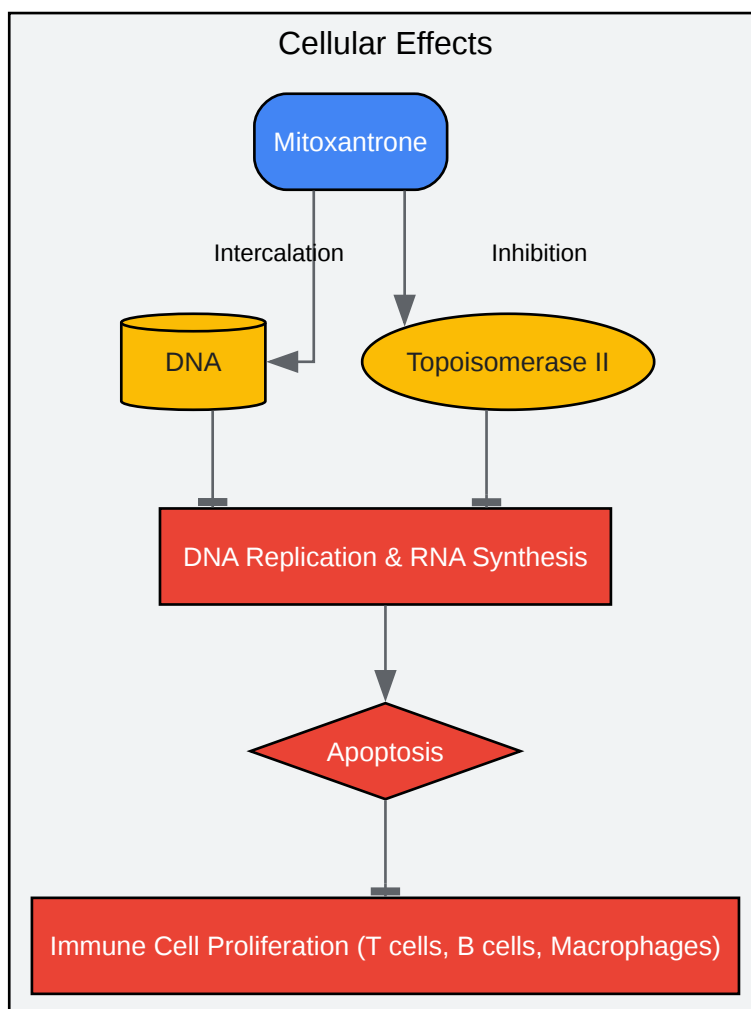 Cellular Effects
Mitoxantrone
Intercalation
Inhibition
DNA
Topoisomerase II
DNA Replication & RNA Synthesis
Apoptosis
Immune Cell Proliferation (T cells, B cells, Macrophages)